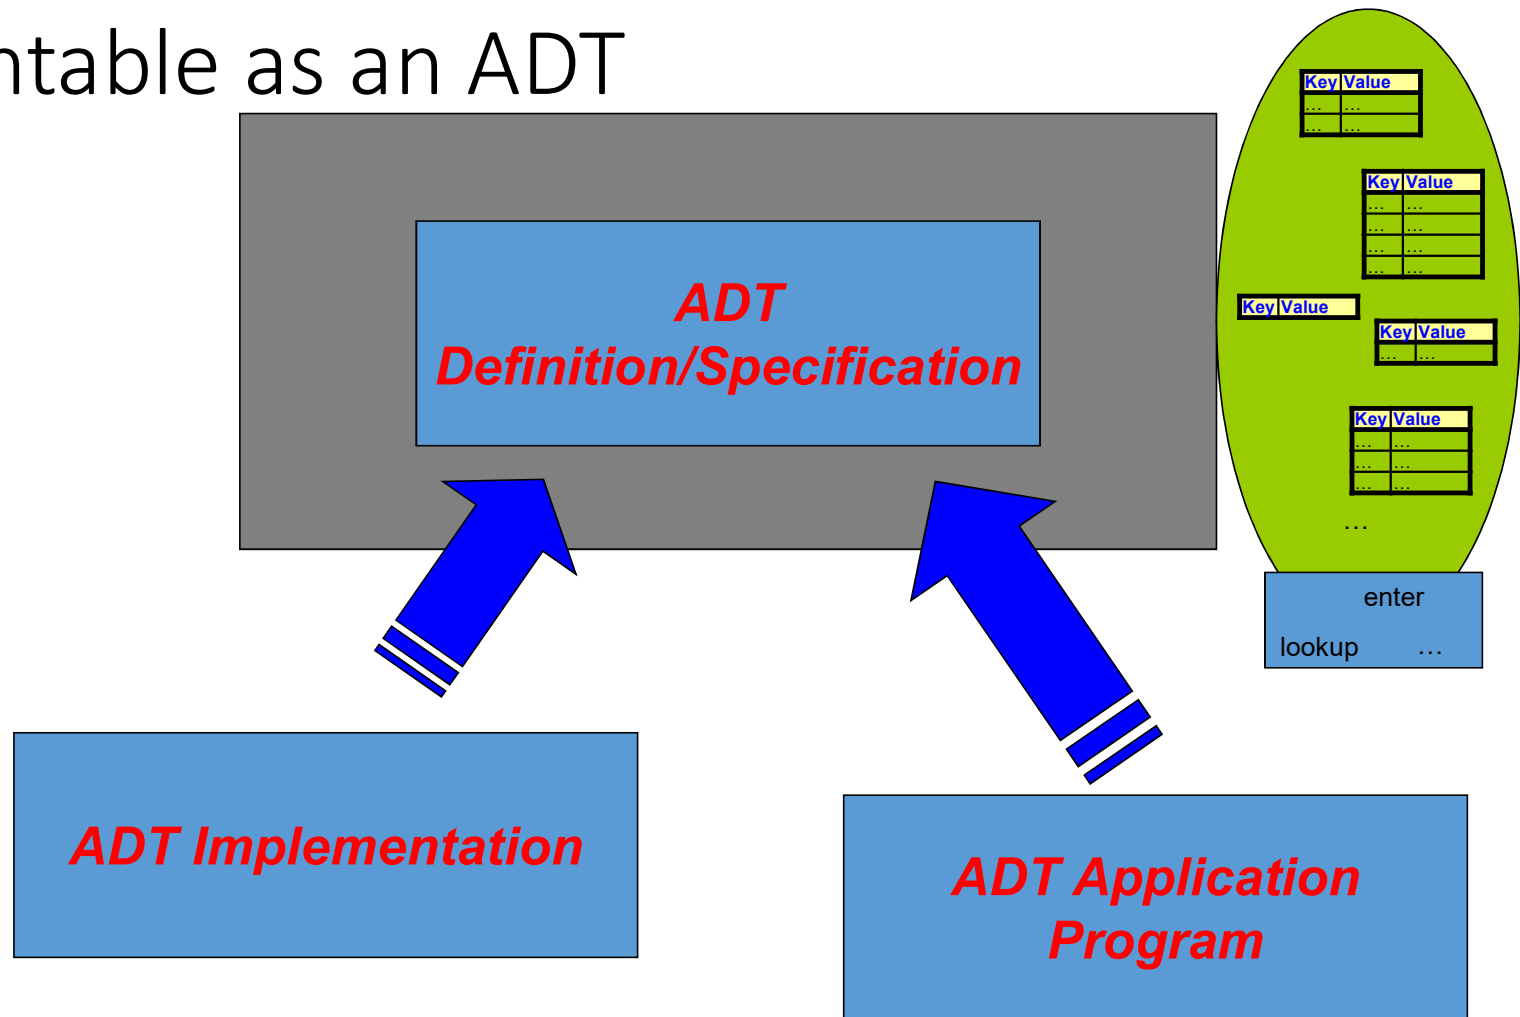 ntable as an ADT
Key Value
… …
… …
Key Value
… …
… …
… …
… …
Key Value
Key Value
… …
Key Value
… …
… …
… …
…
enter
lookup …
ADT
Definition/Specification
ADT Implementation
ADT Application
Program